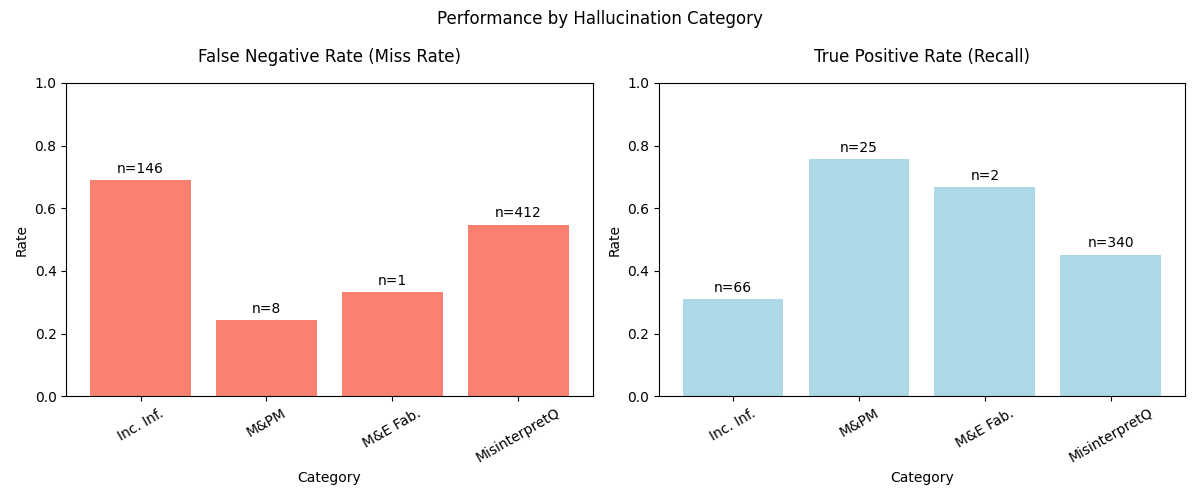 Performance by Hallucination Category
False Negative Rate (Miss Rate)
1.0
0.8
0.6
0.4
0.2
0.0
Rate
n=146
n=8
n=1
n=412
Inc. Inf.
M&PM
M&E Fab.
MisinterpretQ
Category
True Positive Rate (Recall)
1.0
0.8
0.6
0.4
0.2
0.0
Rate
n=66
n=25
n=2
n=340
Inc. Inf.
M&PM
M&E Fab.
MisinterpretQ
Category